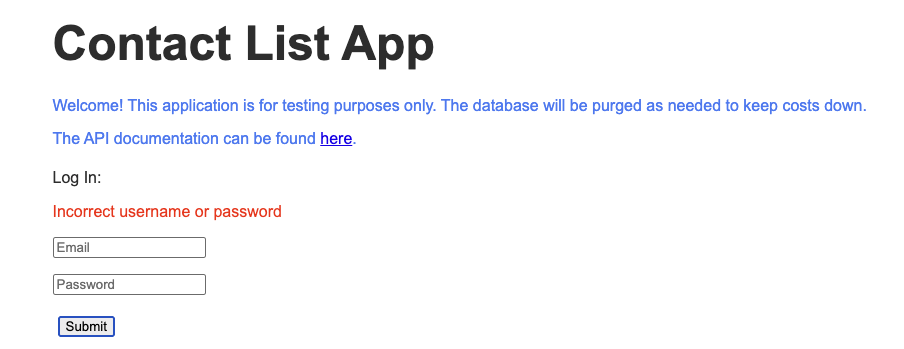 Contact List App
Welcome! This application is for testing purposes only. The database will be purged as needed to keep costs down.
The API documentation can be found here.
Log In:
Incorrect username or password
Email
Password
Submit